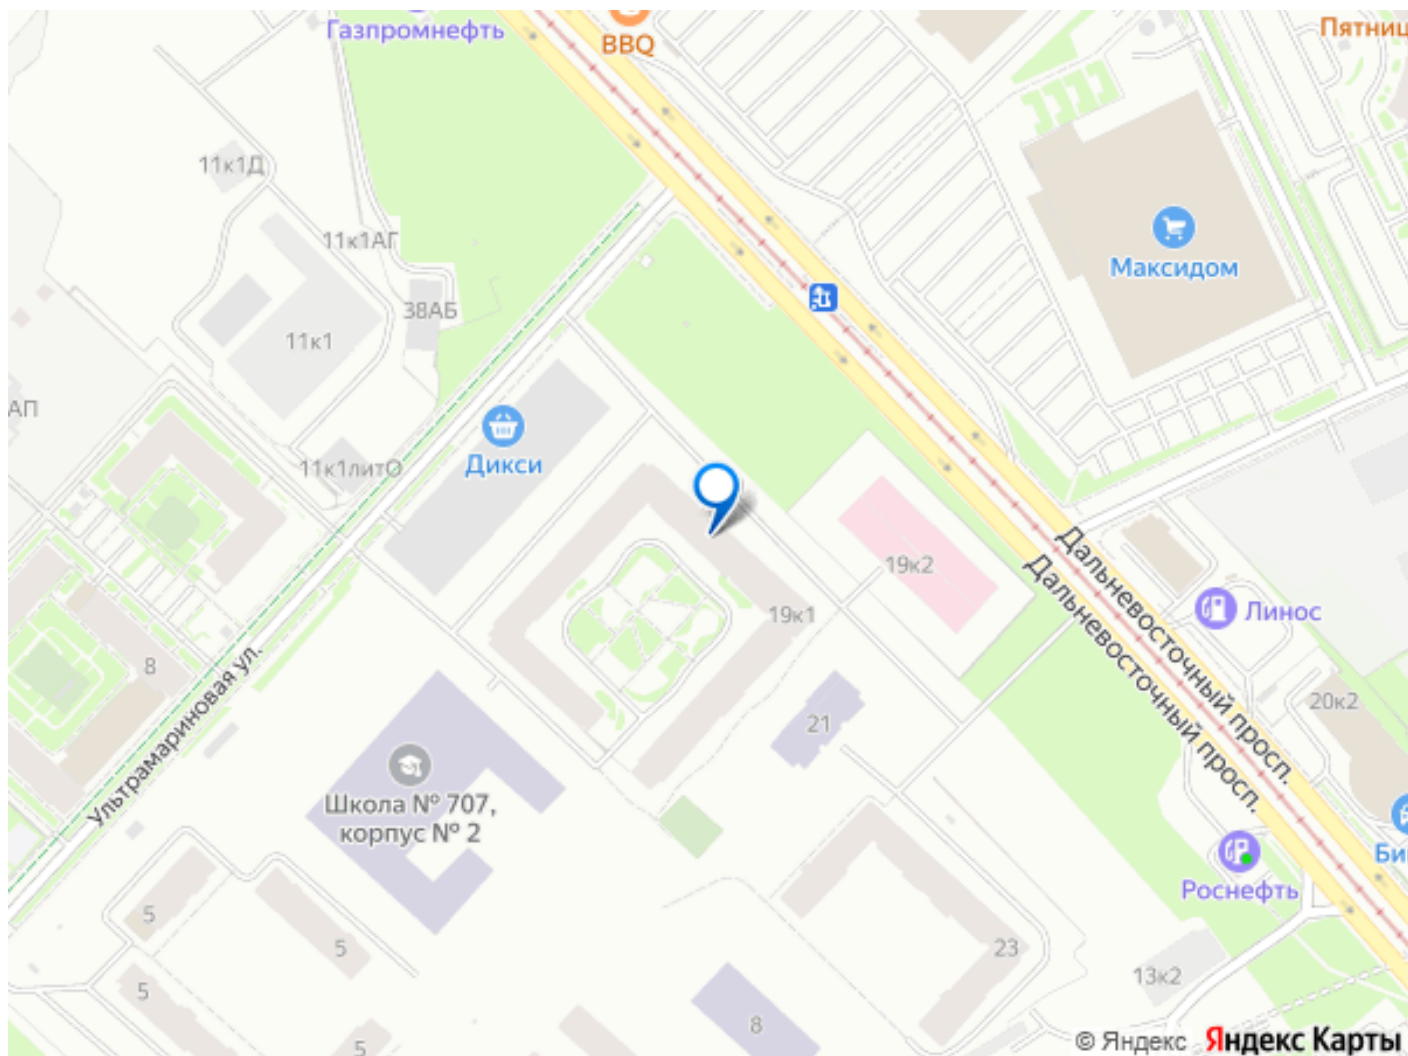 Газпромнефть
BBQ
Пятниц
11к1Д
11к1АГ
Максидом
38АБ
11к1
АП
Дикси
11к1литО
19к2
Дальневосточный просп.
Дальневосточный просп.
19к1
Линос
8
Ультрамариновая ул.
20к2
21
Школа № 707,
корпус № 2
Би
Роснефть
5
5
23
13к2
5
8
5
© Яндекс Яндекс Карты